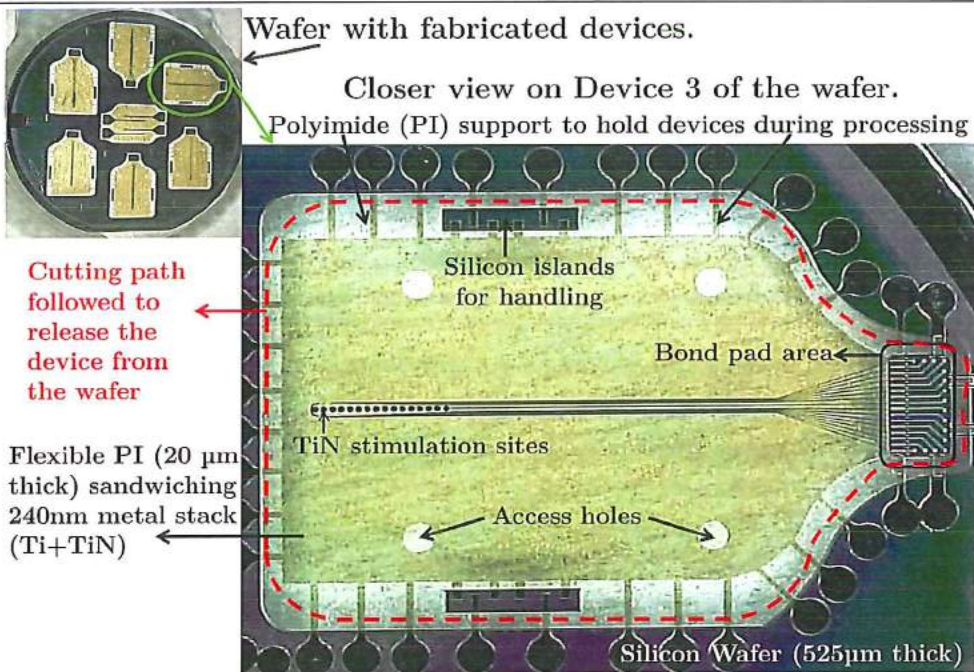 Wafer with fabricated devices.
Closer view on Device 3 of the wafer.
Polyimide (PI) support to hold devices during processing
Cutting path
followed to
release the
device from
the wafer
Silicon islands
for handling
Bond pad area
TiN stimulation sites
Flexible PI (20 µm
thick) sandwiching
240nm metal stack
(Ti+TiN)
Access holes
Silicon Wafer (525µm thick)